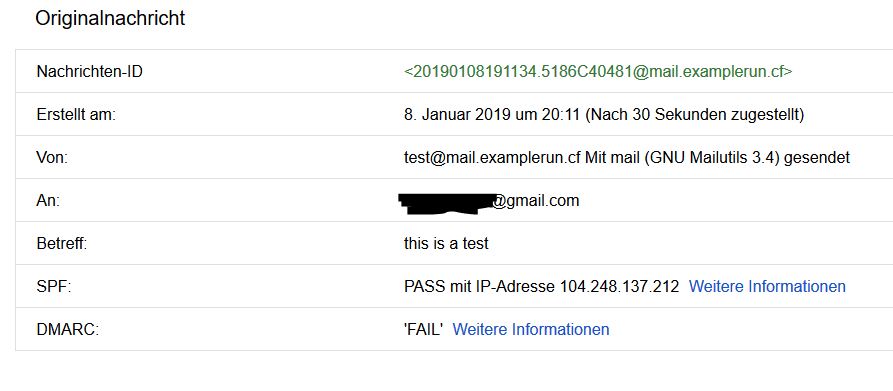 Originalnachricht
Nachrichten-ID <20190108191134.5186C40481@mail.examplerun.cf>
Erstellt am: 8. Januar 2019 um 20:11 (Nach 30 Sekunden zugestellt)
Von: test@mail.examplerun.cf Mit mail (GNU Mailutils 3.4) gesendet
An: @gmail.com
Betreff: this is a test
SPF: PASS mit IP-Adresse 104.248.137.212 Weitere Informationen
DMARC: 'FAIL' Weitere Informationen